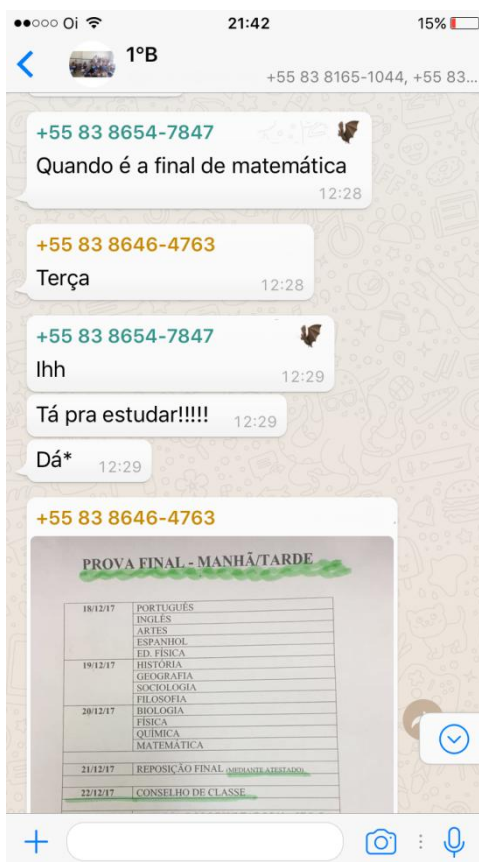 Oi 21:42 15%
1°B
+55 83 8165-1044, +55 83...
+55 83 8654-7847
Quando é a final de matemática
12:28
+55 83 8646-4763
Terça
12:28
+55 83 8654-7847
Ihh
12:29
Tá pra estudar!!!!! 12:29
Dá* 12:29
+55 83 8646-4763
PROVA FINAL - MANHÃ/TARDE
18/12/17 PORTUGUÊS
INGLÊS
ARTES
ESPANHOL
ED. FÍSICA
19/12/17 HISTÓRIA
GEOGRAFIA
SOCIOLOGIA
FILOSOFIA
20/12/17 BIOLOGIA
FÍSICA
QUÍMICA
MATEMÁTICA
21/12/17 REPOSIÇÃO FINAL (MEDIANTE ATESTADO)
22/12/17 CONSELHO DE CLASSE